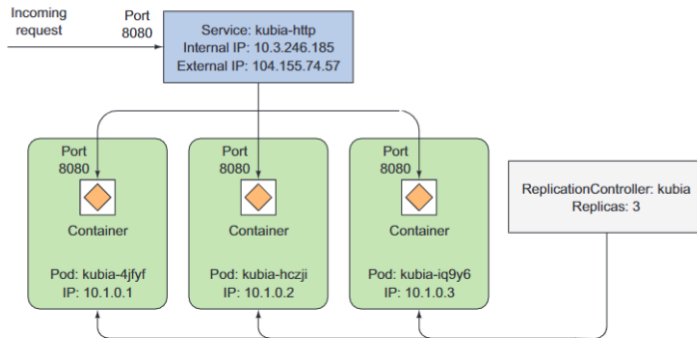 Incoming
request
Port
8080
Service: kubia-http
Internal IP: 10.3.246.185
External IP: 104.155.74.57
Port
8080
Container
Pod: kubia-4jfyf
IP: 10.1.0.1
Port
8080
Container
Pod: kubia-hczji
IP: 10.1.0.2
Port
8080
Container
Pod: kubia-iq9y6
IP: 10.1.0.3
ReplicationController: kubia
Replicas: 3